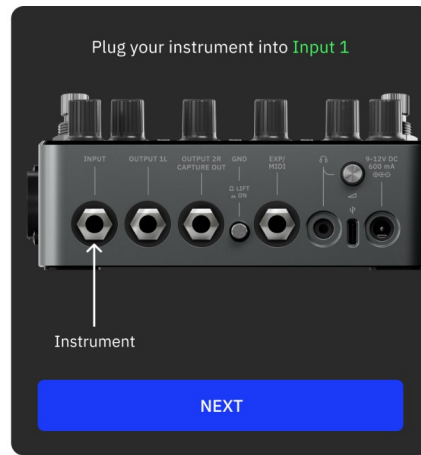 Plug your instrument into Input 1
INPUT
OUTPUT 1L
OUTPUT 2R
CAPTURE OUT
GND
LIFT
ON
EXP/
MIDI
9-12V DC
600 mA
Instrument
NEXT